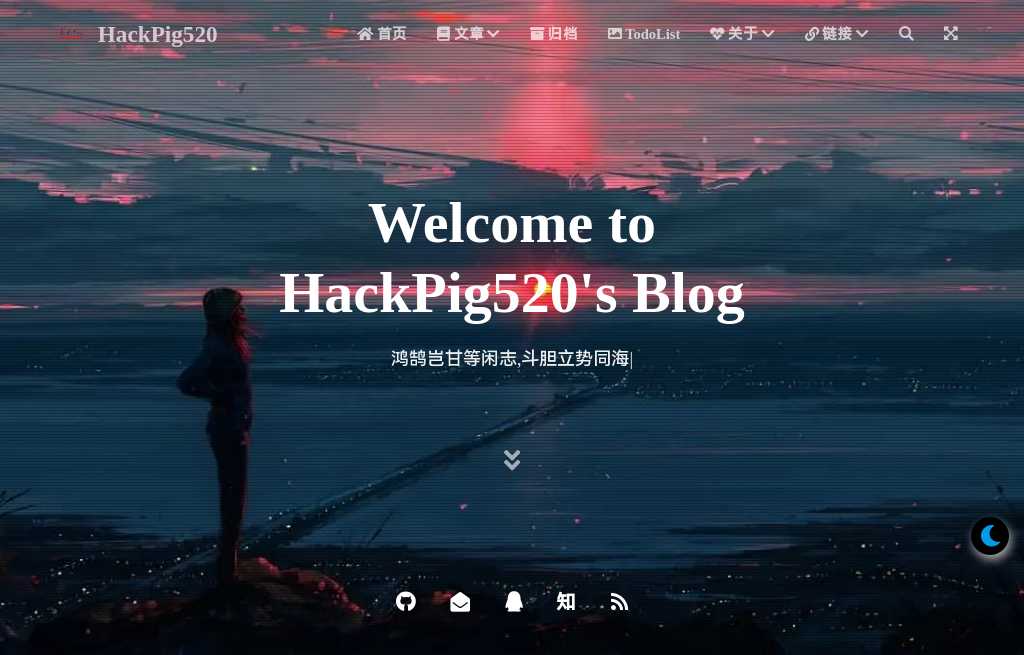 HackPig520
首页 文章 归档 TodoList 关于 链接
Welcome to
HackPig520's Blog
鸿鹄岂甘等闲志,斗胆立势同海|
知